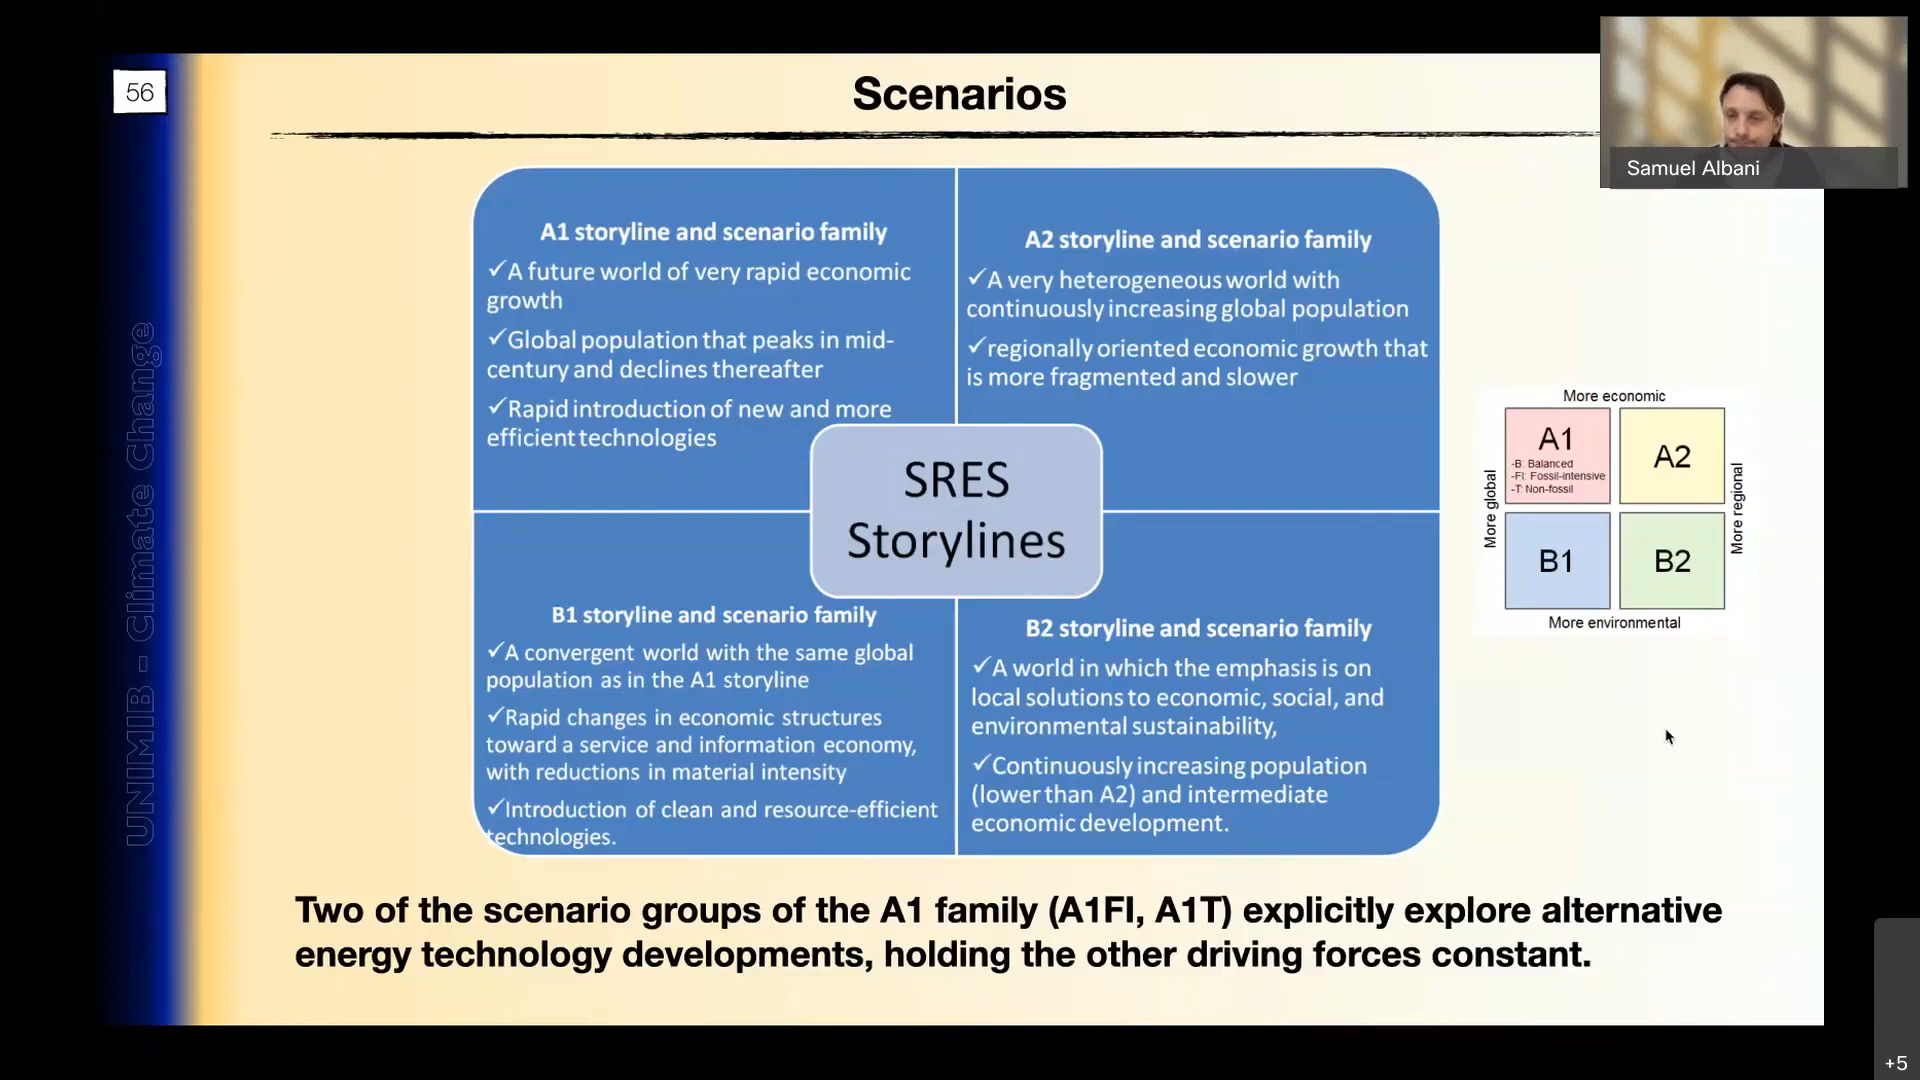 56
Scenarios
Samuel Albani
UNIMIB - Climate Change
A1 storyline and scenario family
✓A future world of very rapid economic
growth
✓Global population that peaks in mid-
century and declines thereafter
✓Rapid introduction of new and more
efficient technologies
A2 storyline and scenario family
✓A very heterogeneous world with
continuously increasing global population
✓regionally oriented economic growth that
is more fragmented and slower
SRES
Storylines
B1 storyline and scenario family
✓A convergent world with the same global
population as in the A1 storyline
✓Rapid changes in economic structures
toward a service and information economy,
with reductions in material intensity
✓Introduction of clean and resource-efficient
technologies.
B2 storyline and scenario family
✓A world in which the emphasis is on
local solutions to economic, social, and
environmental sustainability,
✓Continuously increasing population
(lower than A2) and intermediate
economic development.
More economic
More global
A1
-B: Balanced
-FI: Fossil-intensive
-T: Non-fossil
A2
More regional
B1
B2
More environmental
Two of the scenario groups of the A1 family (A1FI, A1T) explicitly explore alternative
energy technology developments, holding the other driving forces constant.
+5